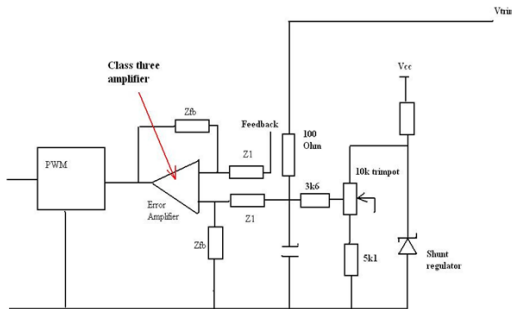 Vtrim
Class three
amplifier
Vcc
Zfb
Feedback
100
Ohm
PWM
Z1
10k trimpot
3k6
Error
Amplifier
Z1
Zfb
5k1
Shunt
regulator